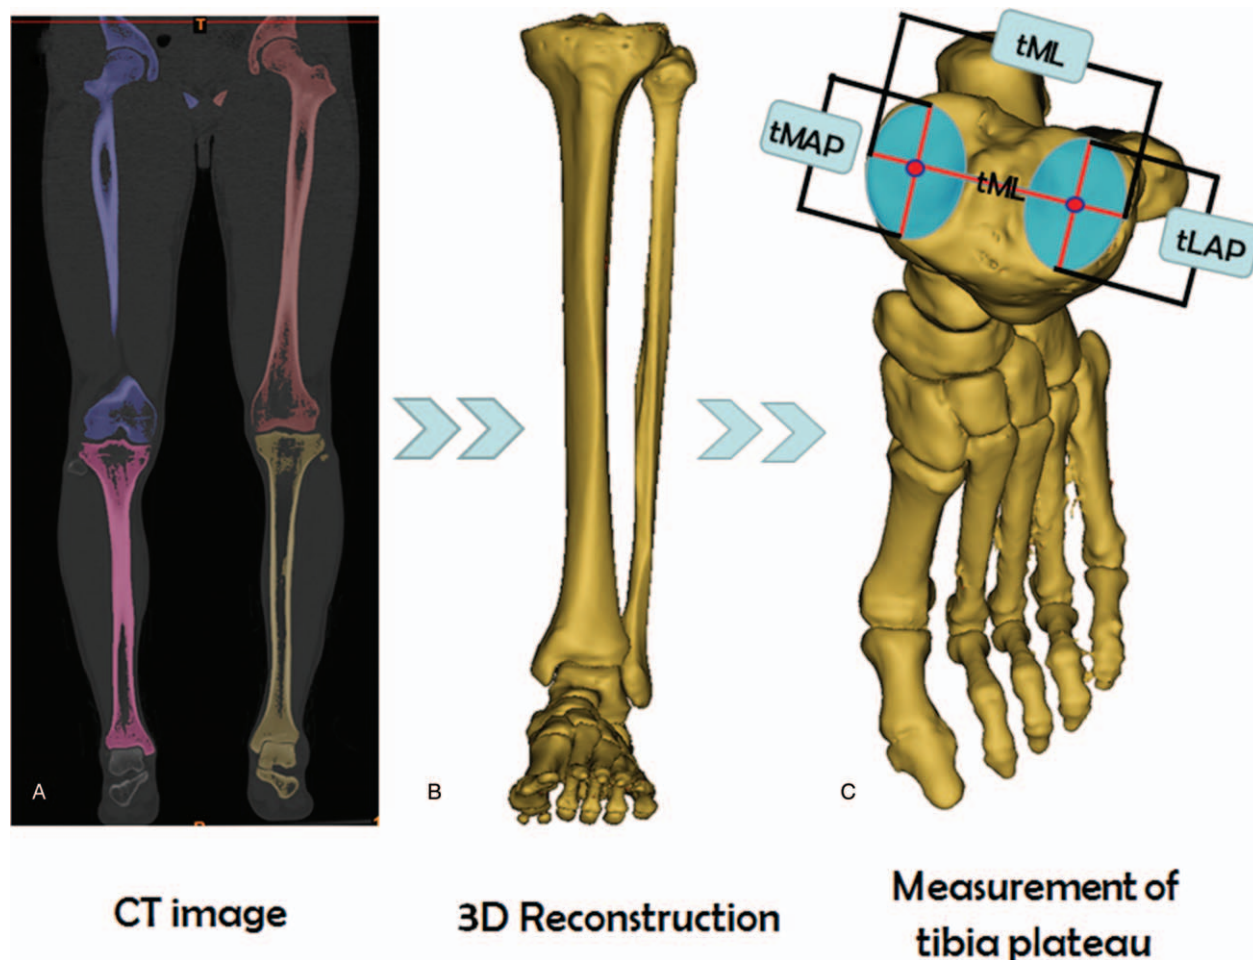 T
tML
tMAP
tML
tLAP
A
B
C
CT image
3D Reconstruction
Measurement of
tibia plateau